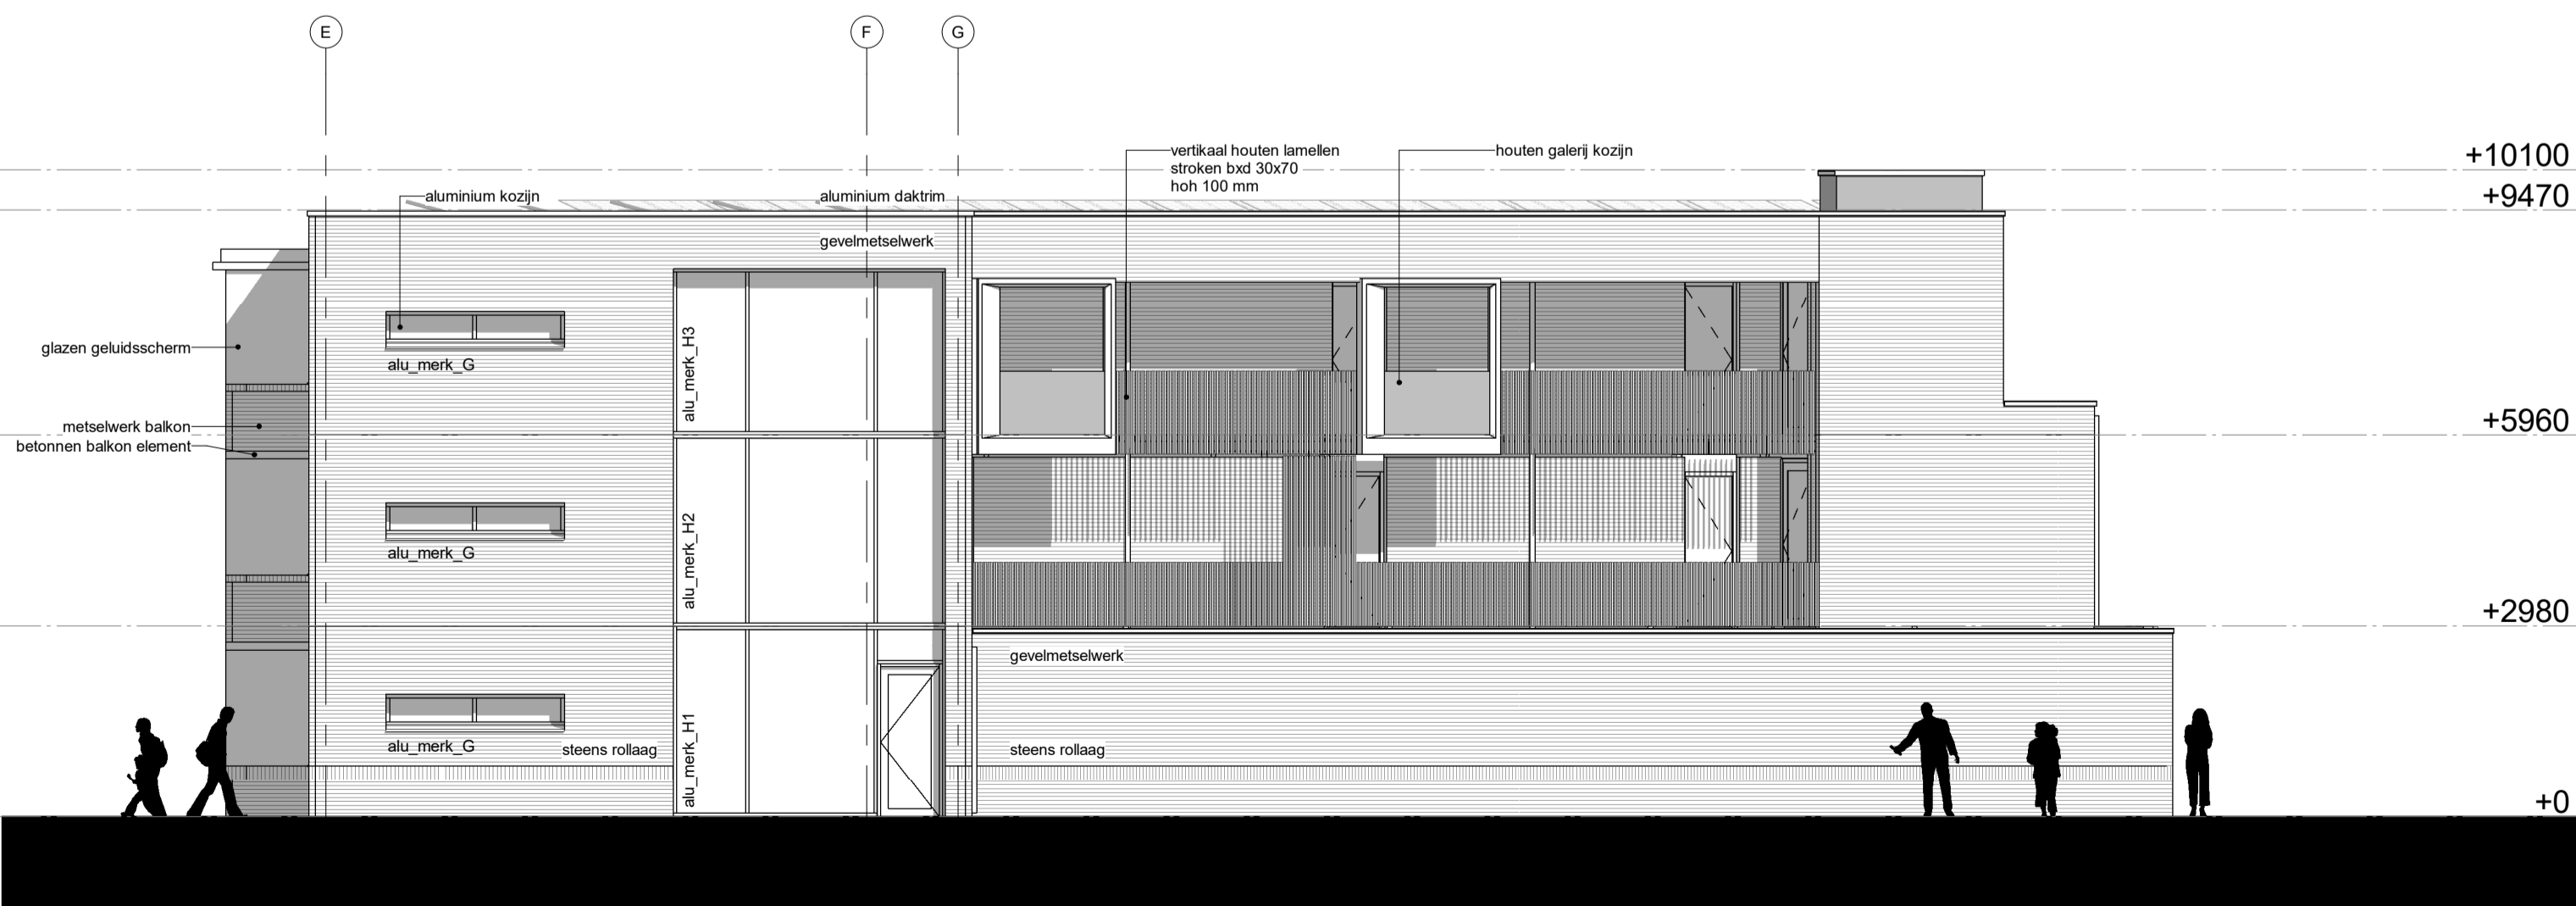 E
F
G
vertikaal houten lamellen
stroken bxd 30x70
hoh 100 mm
houten galerij kozijn
+10100
aluminium kozijn
aluminium daktrim
+9470
gevelmetselwerk
glazen geluidsscherm
alu_merk_G
alu_merk_H3
metselwerk balkon
betonnen balkon element
+5960
alu_merk_G
alu_merk_H2
+2980
gevelmetselwerk
alu_merk_G
steens rollaag
alu_merk_H1
steens rollaag
+0